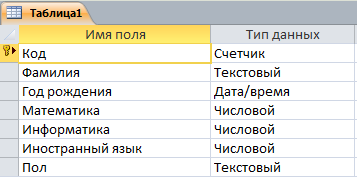 Таблица1
Имя поля Тип данных
Код Счетчик
Фамилия Текстовый
Год рождения Дата/время
Математика Числовой
Информатика Числовой
Иностранный язык Числовой
Пол Текстовый